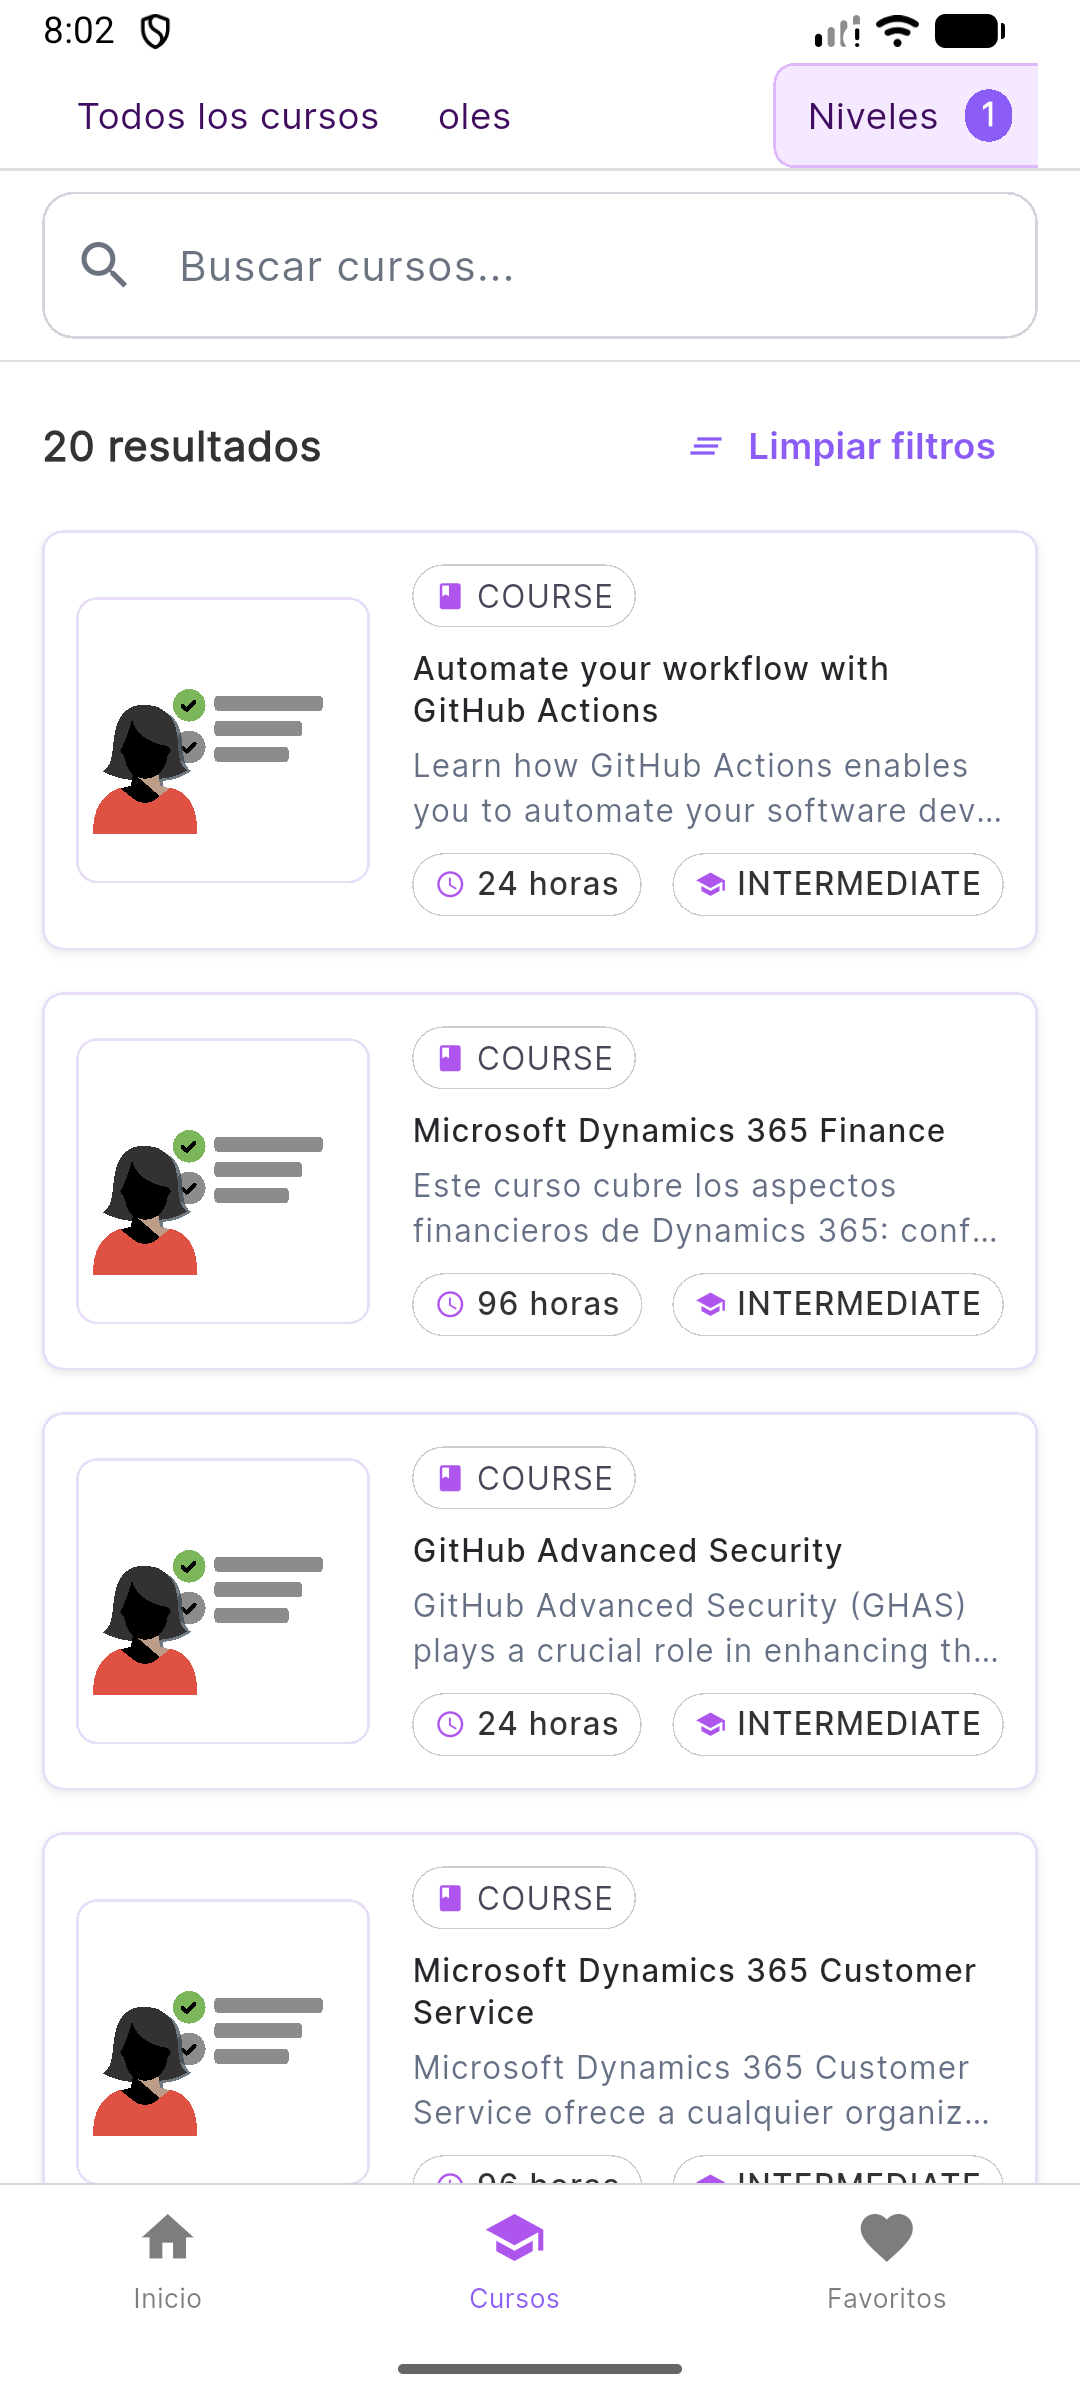 8:02
Todos los cursos oles Niveles 1
Buscar cursos...
20 resultados Limpiar filtros
COURSE
Automate your workflow with
GitHub Actions
Learn how GitHub Actions enables
you to automate your software dev...
24 horas INTERMEDIATE
COURSE
Microsoft Dynamics 365 Finance
Este curso cubre los aspectos
financieros de Dynamics 365: conf...
96 horas INTERMEDIATE
COURSE
GitHub Advanced Security
GitHub Advanced Security (GHAS)
plays a crucial role in enhancing th...
24 horas INTERMEDIATE
COURSE
Microsoft Dynamics 365 Customer
Service
Microsoft Dynamics 365 Customer
Service ofrece a cualquier organiz...
96 horas INTERMEDIATE
Inicio Cursos Favoritos